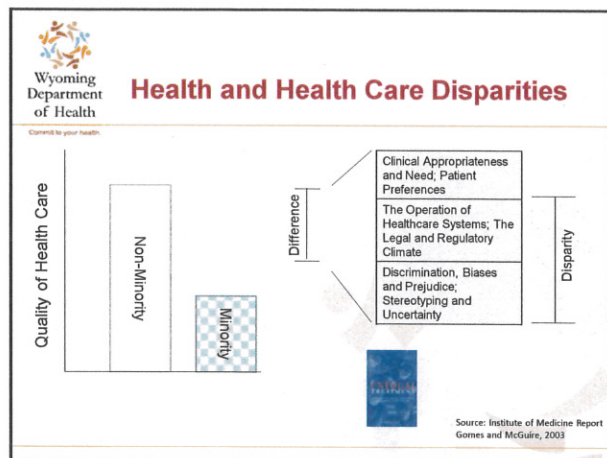 Wyoming
Department
of Health
Commit to your health.
Health and Health Care Disparities
Quality of Health Care
Non-Minority
Minority
Difference
Clinical Appropriateness
and Need; Patient
Preferences
The Operation of
Healthcare Systems; The
Legal and Regulatory
Climate
Discrimination, Biases
and Prejudice;
Stereotyping and
Uncertainty
Disparity
TREATMENT
Source: Institute of Medicine Report
Gomes and McGuire, 2003